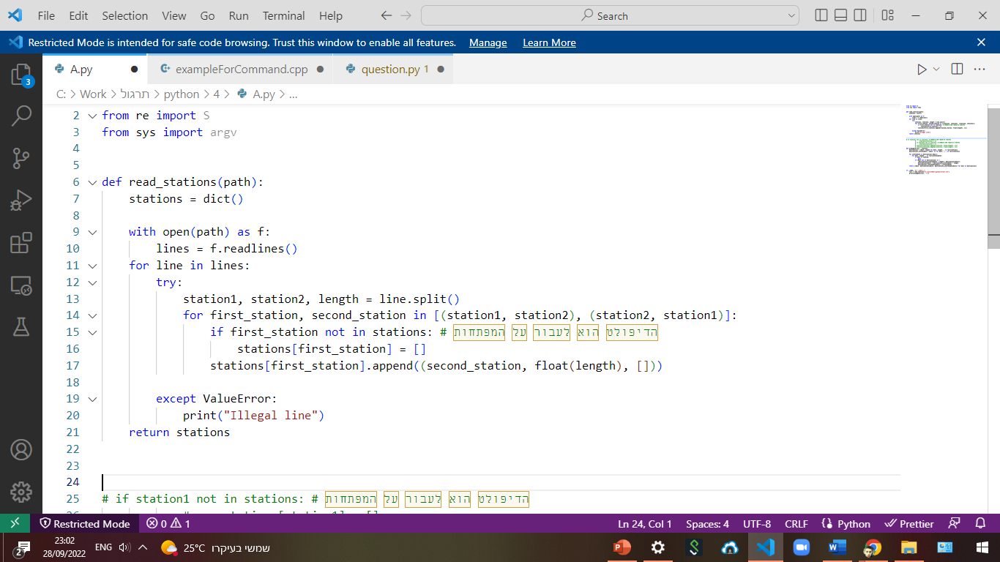 File Edit Selection View Go Run Terminal Help Search
Restricted Mode is intended for safe code browsing. Trust this window to enable all features. Manage Learn More
3
A.py exampleForCommand.cpp question.py 1
C: > Work > תרגול > python > 4 > A.py > ...
2 from re import S
3 from sys import argv
4
5
6 def read_stations(path):
7 stations = dict()
8
9 with open(path) as f:
10 lines = f.readlines()
11 for line in lines:
12 try:
13 station1, station2, length = line.split()
14 for first_station, second_station in [(station1, station2), (station2, station1)]:
15 if first_station not in stations: # הדיפולט הוא לעבור על המפתחות
16 stations[first_station] = []
17 stations[first_station].append((second_station, float(length), []))
18
19 except ValueError:
20 print("Illegal line")
21 return stations
22
23
24
25 # if station1 not in stations: # הדיפולט הוא לעבור על המפתחות
Restricted Mode 0 1 Ln 24, Col 1 Spaces: 4 UTF-8 CRLF Python Prettier
2 23:02 ENG 25°C שמשי בעיקרו
28/09/2022